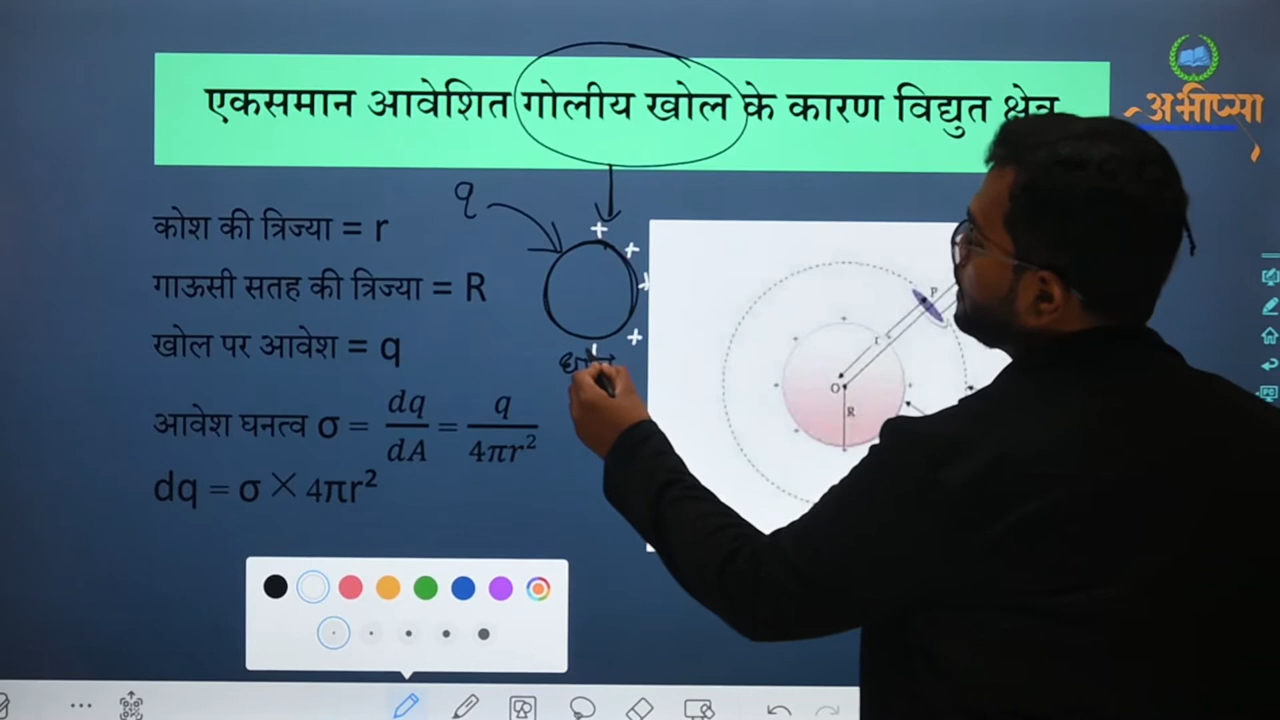 एकसमान आवेशित गोलीय खोल के कारण विद्युत क्षेत्र
अभीप्सा
q
कोश की त्रिज्या = r
गाऊसी सतह की त्रिज्या = R
खोल पर आवेश = q
आवेश घनत्व σ = dq/dA = q/4πr²
dq = σ × 4πr²
P
r
O
R